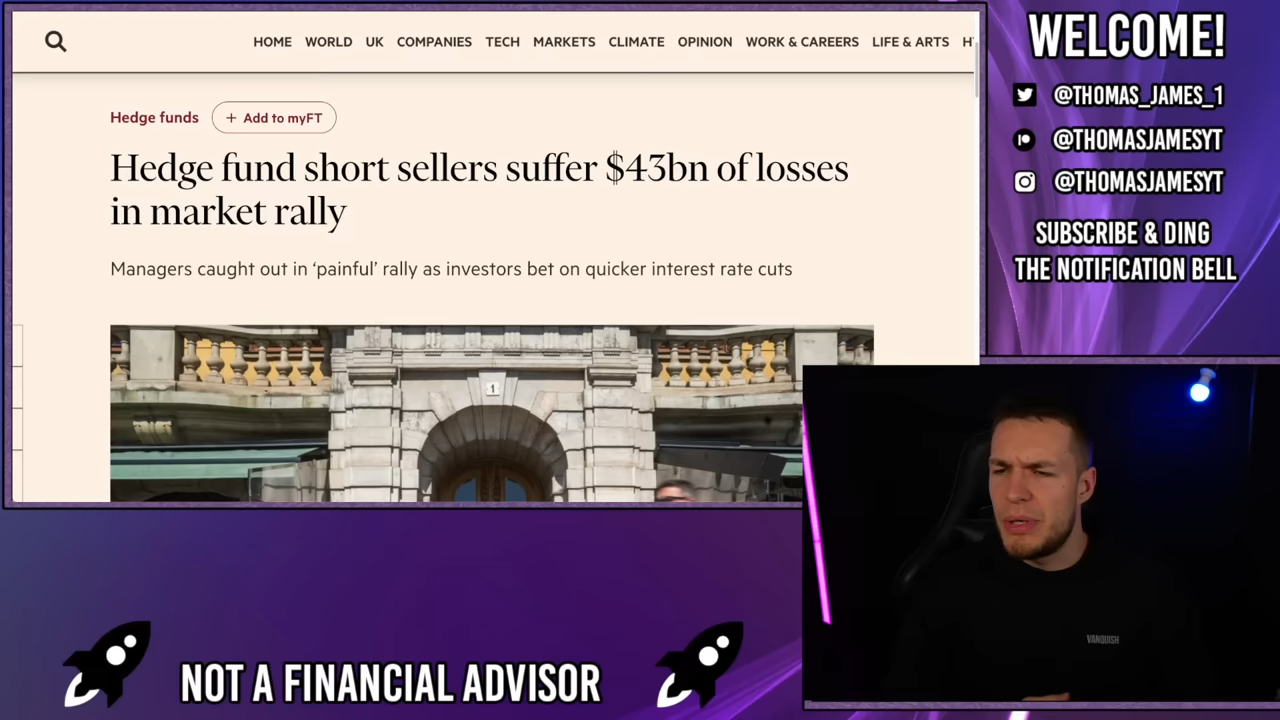 HOME WORLD UK COMPANIES TECH MARKETS CLIMATE OPINION WORK & CAREERS LIFE & ARTS
Hedge funds
+ Add to myFT
Hedge fund short sellers suffer $43bn of losses
in market rally
Managers caught out in ‘painful’ rally as investors bet on quicker interest rate cuts
1
WELCOME!
@THOMAS_JAMES_1
@THOMASJAMESYT
@THOMASJAMESYT
SUBSCRIBE & DING
THE NOTIFICATION BELL
VANQUISH
NOT A FINANCIAL ADVISOR